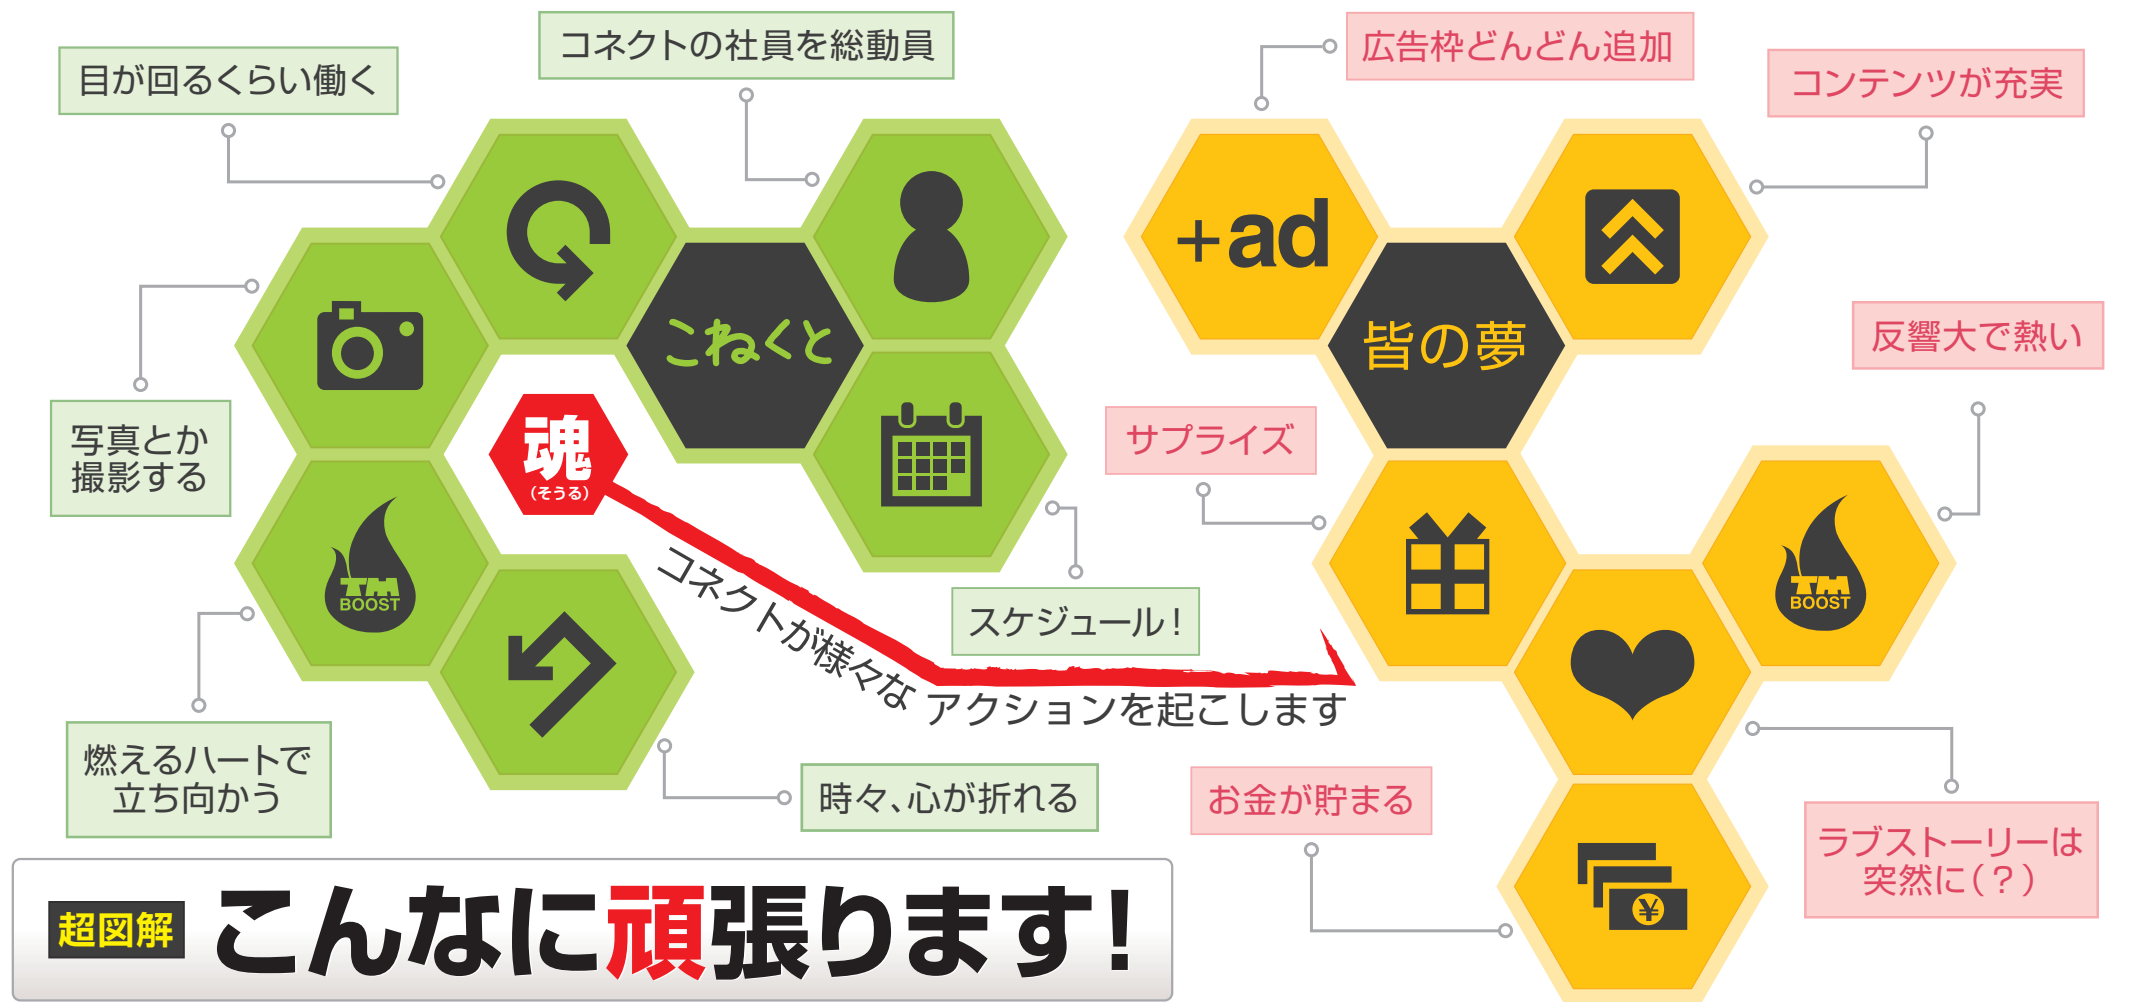 コネクトの社員を総動員
目が回るくらい働く
写真とか
撮影する
こねくと
魂
（そうる）
TM
BOOST
燃えるハートで
立ち向かう
時々、心が折れる
スケジュール！
コネクトが様々な アクションを起こします
広告枠どんどん追加
コンテンツが充実
+ad
皆の夢
反響大で熱い
サプライズ
TM
BOOST
お金が貯まる
¥
ラブストーリーは
突然に（？）
超図解 こんなに頑張ります！